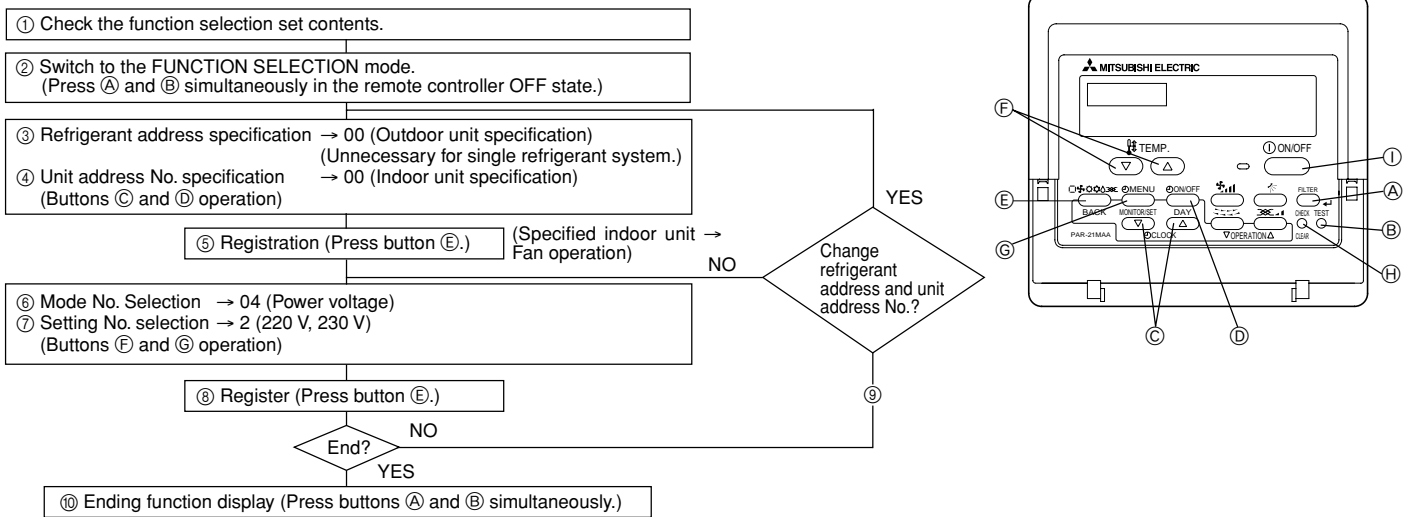 ① Check the function selection set contents.
② Switch to the FUNCTION SELECTION mode.
(Press Ⓐ and Ⓑ simultaneously in the remote controller OFF state.)
③ Refrigerant address specification → 00 (Outdoor unit specification)
(Unnecessary for single refrigerant system.)
④ Unit address No. specification → 00 (Indoor unit specification)
(Buttons Ⓒ and Ⓓ operation)
⑤ Registration (Press button Ⓔ.)
(Specified indoor unit →
Fan operation)
NO
YES
Change
refrigerant
address and unit
address No.?
⑥ Mode No. Selection → 04 (Power voltage)
⑦ Setting No. selection → 2 (220 V, 230 V)
(Buttons Ⓕ and Ⓖ operation)
⑧ Register (Press button Ⓔ.)
⑨
End?
NO
YES
⑩ Ending function display (Press buttons Ⓐ and Ⓑ simultaneously.)
MITSUBISHI ELECTRIC
Ⓕ
TEMP.
ON/OFF
Ⓘ
MENU
ON/OFF
FILTER
Ⓐ
Ⓔ
BACK
MONITOR/SET
DAY
CHECK
TEST
Ⓑ
PAR-21MAA
CLOCK
▽OPERATION△
CLEAR
Ⓖ
Ⓗ
Ⓒ
Ⓓ